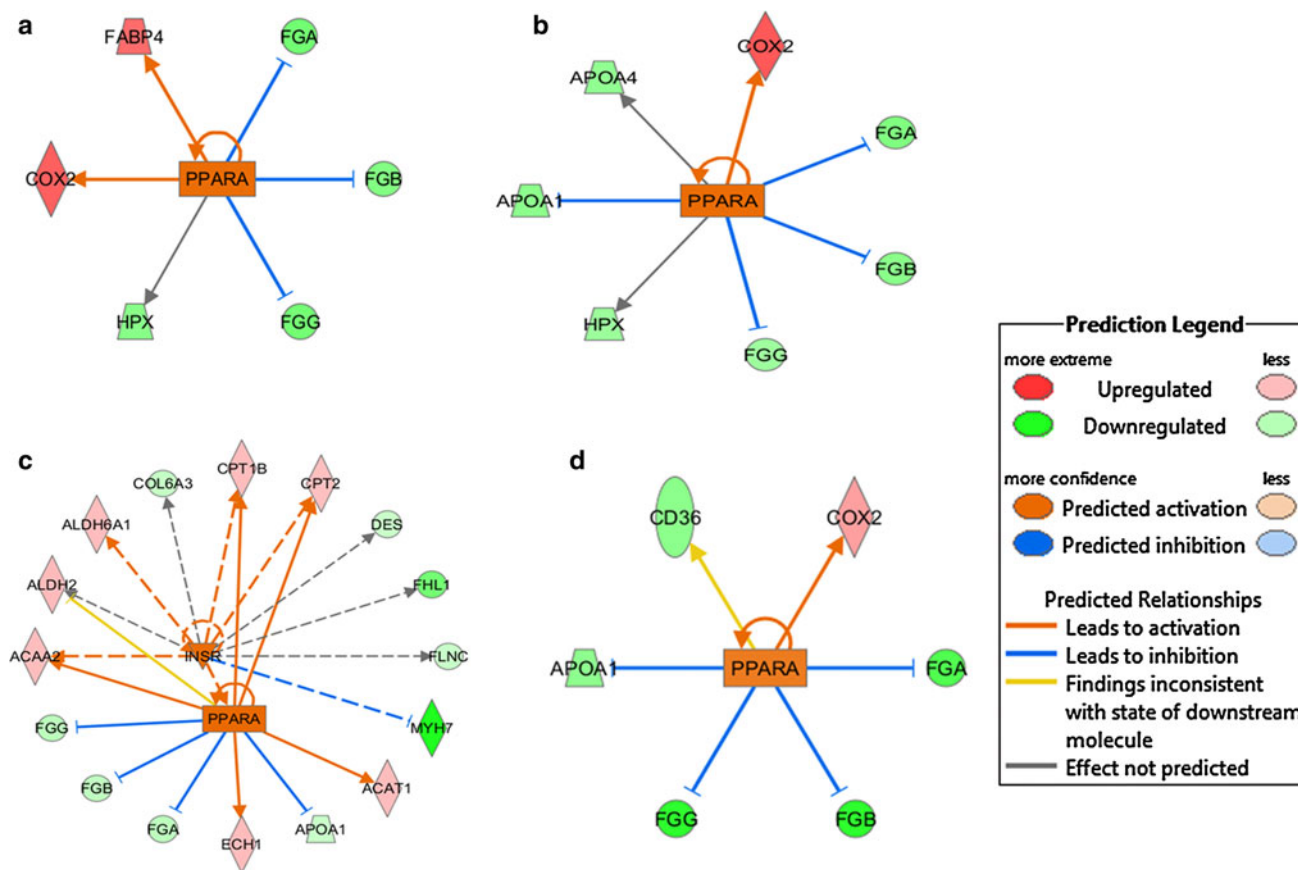 a
FABP4
FGA
COX2
PPARA
FGB
HPX
FGG
b
COX2
APOA4
FGA
APOA1
PPARA
FGB
HPX
FGG
c
CPT1B
CPT2
COL6A3
DES
ALDH6A1
FHL1
ALDH2
INSR
FLNC
ACAA2
PPARA
MYH7
FGG
ACAT1
FGB
FGA
ECH1
APOA1
d
CD36
COX2
APOA1
PPARA
FGA
FGG
FGB
Prediction Legend
more extreme less
Upregulated
Downregulated
more confidence less
Predicted activation
Predicted inhibition
Predicted Relationships
Leads to activation
Leads to inhibition
Findings inconsistent
with state of downstream
molecule
Effect not predicted